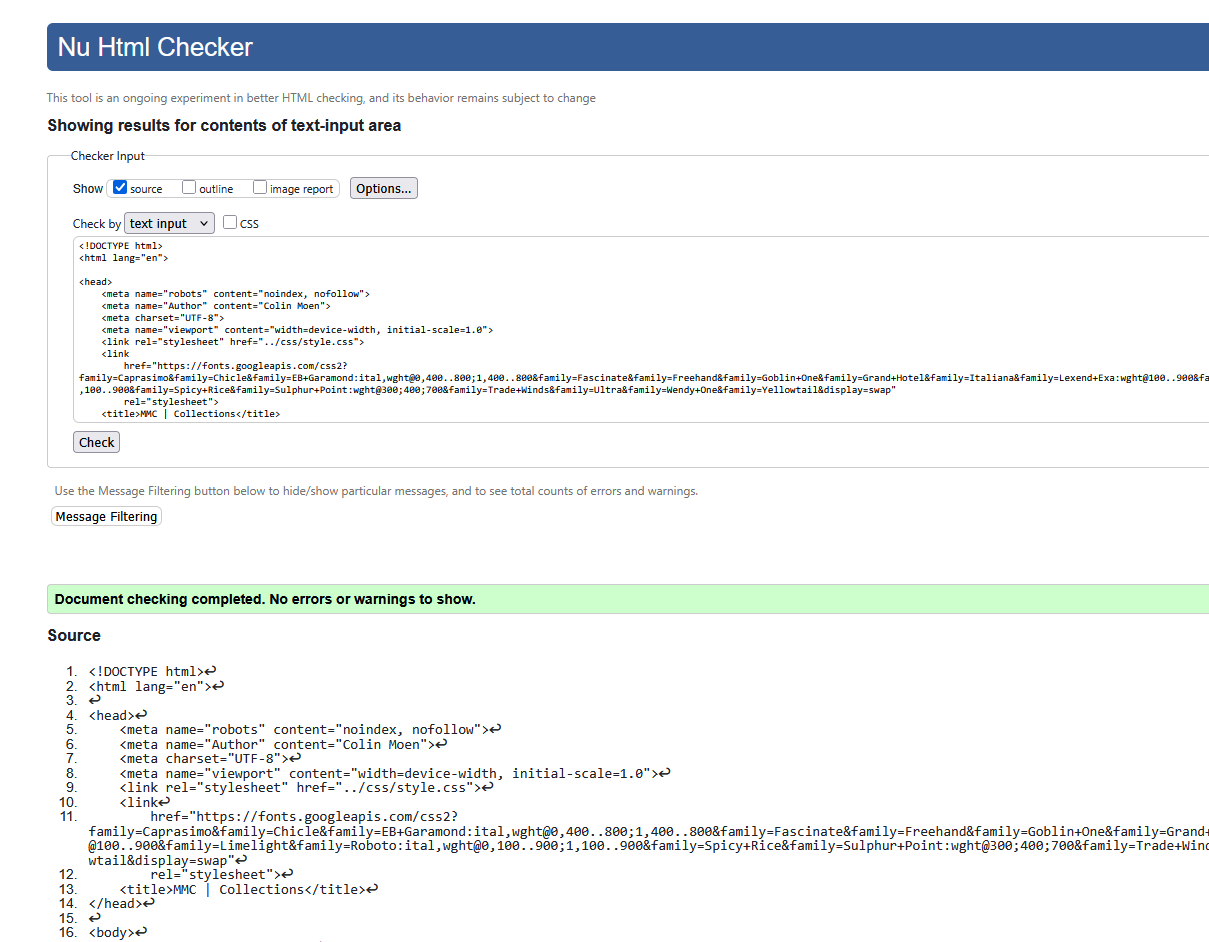 Nu Html Checker
This tool is an ongoing experiment in better HTML checking, and its behavior remains subject to change
Showing results for contents of text-input area
Checker Input
Show source outline image report Options...
Check by text input CSS
<!DOCTYPE html>
<html lang="en">
<head>
<meta name="robots" content="noindex, nofollow">
<meta name="Author" content="Colin Moen">
<meta charset="UTF-8">
<meta name="viewport" content="width=device-width, initial-scale=1.0">
<link rel="stylesheet" href="../css/style.css">
<link
href="https://fonts.googleapis.com/css2?
family=Caprasimo&family=Chicle&family=EB+Garamond:ital,wght@0,400..800;1,400..800&family=Fascinate&family=Freehand&family=Goblin+One&family=Grand+Hotel&family=Italiana&family=Lexend+Exa:wght@100..900&fa
,100..900&family=Spicy+Rice&family=Sulphur+Point:wght@300;400;700&family=Trade+Winds&family=Ultra&family=Wendy+One&family=Yellowtail&display=swap"
rel="stylesheet">
<title>MMC | Collections</title>
Check
Use the Message Filtering button below to hide/show particular messages, and to see total counts of errors and warnings.
Message Filtering
Document checking completed. No errors or warnings to show.
Source
1. <!DOCTYPE html>↩
2. <html lang="en">↩
3. ↩
4. <head>↩
5. <meta name="robots" content="noindex, nofollow">↩
6. <meta name="Author" content="Colin Moen">↩
7. <meta charset="UTF-8">↩
8. <meta name="viewport" content="width=device-width, initial-scale=1.0">↩
9. <link rel="stylesheet" href="../css/style.css">↩
10. <link↩
11. href="https://fonts.googleapis.com/css2?
family=Caprasimo&family=Chicle&family=EB+Garamond:ital,wght@0,400..800;1,400..800&family=Fascinate&family=Freehand&family=Goblin+One&family=Grand+
@100..900&family=Limelight&family=Roboto:ital,wght@0,100..900;1,100..900&family=Spicy+Rice&family=Sulphur+Point:wght@300;400;700&family=Trade+Wind
wtail&display=swap"↩
12. rel="stylesheet">↩
13. <title>MMC | Collections</title>↩
14. </head>↩
15. ↩
16. <body>↩